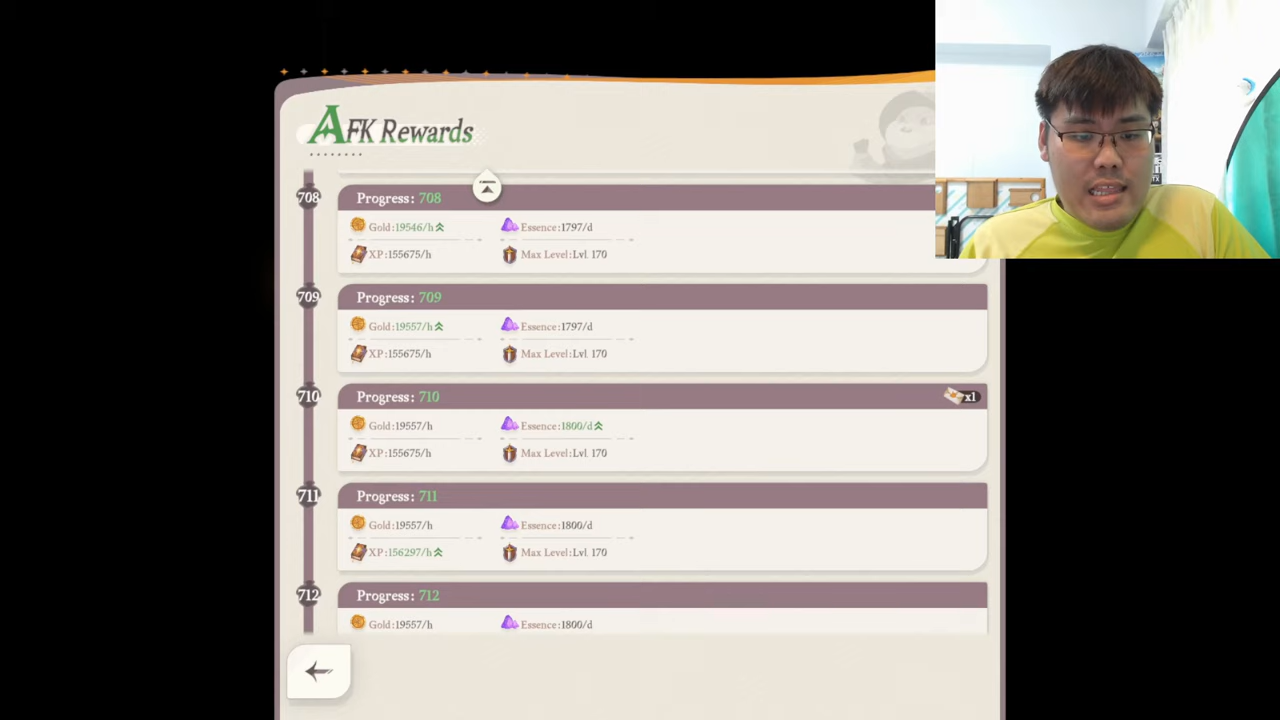 AFK Rewards
708
Progress: 708
Gold:19546/h
Essence:1797/d
XP:155675/h
Max Level:Lvl 170
709
Progress: 709
Gold:19557/h
Essence:1797/d
XP:155675/h
Max Level:Lvl 170
710
Progress: 710
x1
Gold:19557/h
Essence:1800/d
XP:155675/h
Max Level:Lvl 170
711
Progress: 711
Gold:19557/h
Essence:1800/d
XP:156297/h
Max Level:Lvl 170
712
Progress: 712
Gold:19557/h
Essence:1800/d